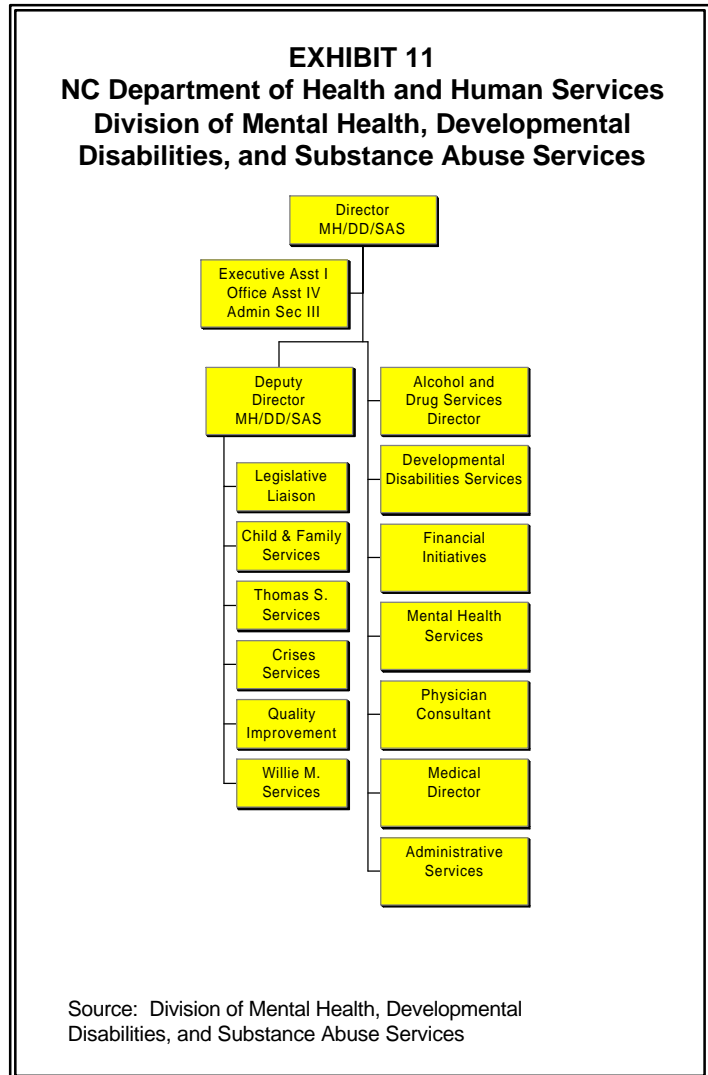 EXHIBIT 11
NC Department of Health and Human Services
Division of Mental Health, Developmental
Disabilities, and Substance Abuse Services
Director
MH/DD/SAS
Executive Asst I
Office Asst IV
Admin Sec III
Deputy
Director
MH/DD/SAS
Legislative
Liaison
Child & Family
Services
Thomas S.
Services
Crises
Services
Quality
Improvement
Willie M.
Services
Alcohol and
Drug Services
Director
Developmental
Disabilities Services
Financial
Initiatives
Mental Health
Services
Physician
Consultant
Medical
Director
Administrative
Services
Source:  Division of Mental Health, Developmental
Disabilities, and Substance Abuse Services